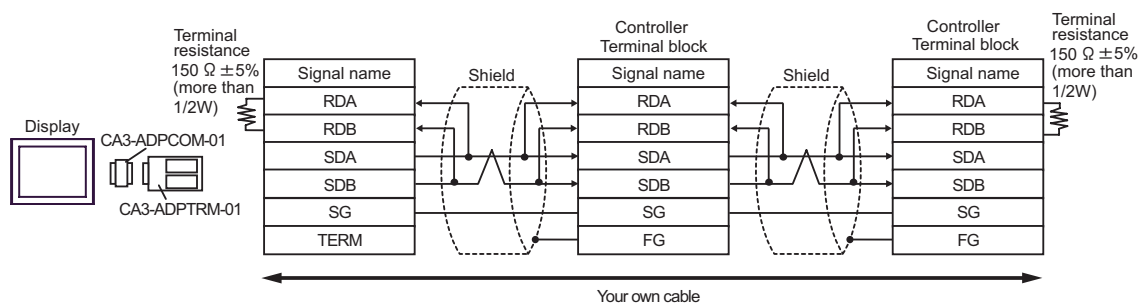 Terminal
resistance
150 Ω ±5%
(more than
1/2W)
Display
CA3-ADPCOM-01
CA3-ADPTRM-01
Signal name
RDA
RDB
SDA
SDB
SG
TERM
Shield
Controller
Terminal block
Signal name
RDA
RDB
SDA
SDB
SG
FG
Shield
Controller
Terminal block
Signal name
RDA
RDB
SDA
SDB
SG
FG
Terminal
resistance
150 Ω ±5%
(more than
1/2W)
Your own cable